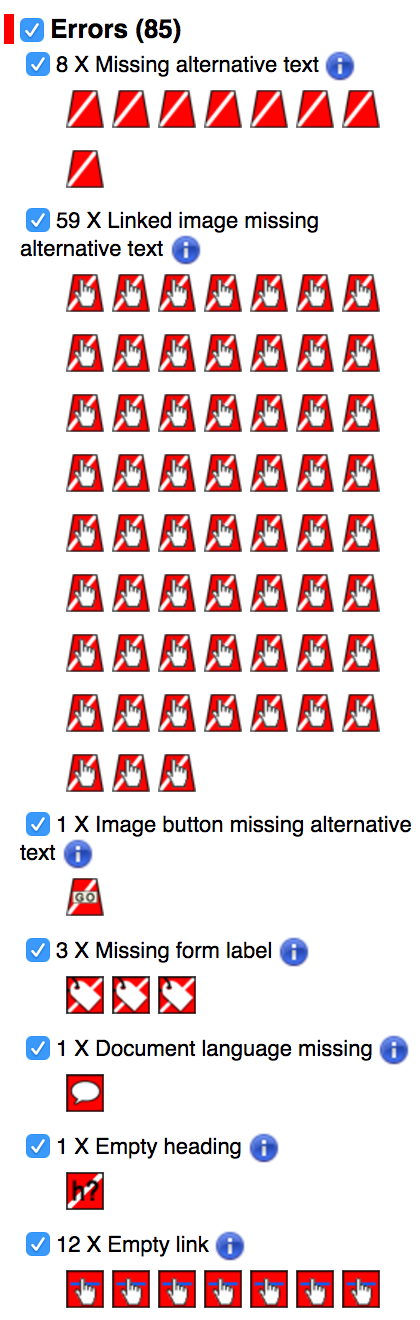 Errors (85)
8 X Missing alternative text
59 X Linked image missing
alternative text
1 X Image button missing alternative
text
GO
3 X Missing form label
1 X Document language missing
1 X Empty heading
h?
12 X Empty link